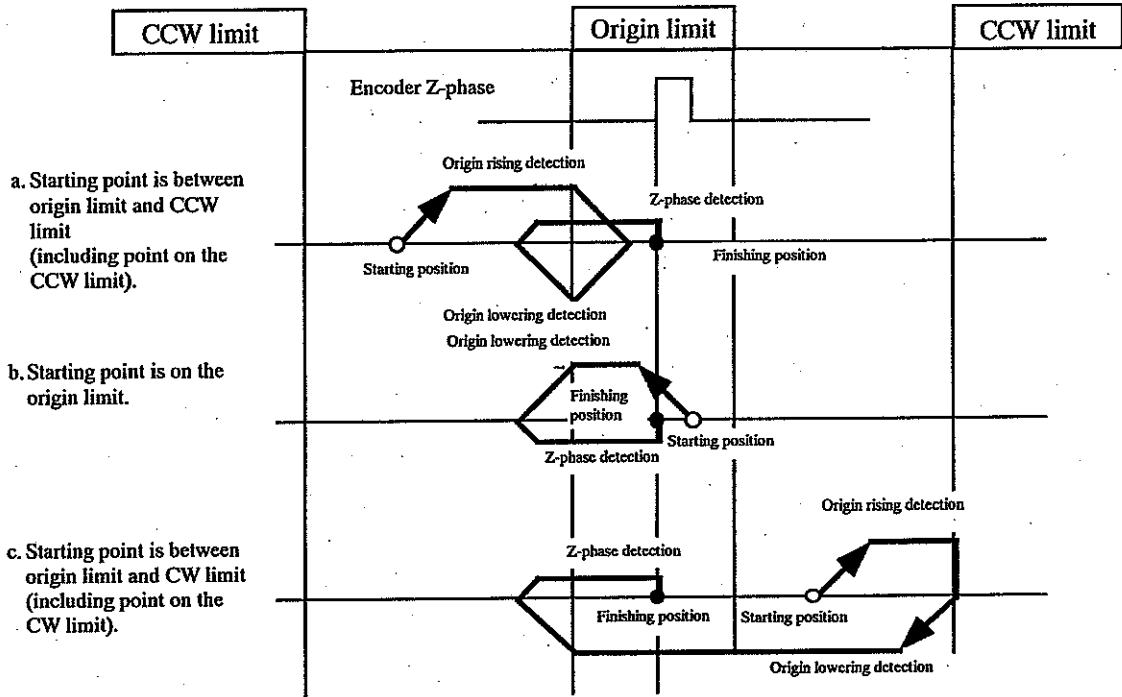 CCW limit
Origin limit
CCW limit
Encoder Z-phase
a. Starting point is between
origin limit and CCW
limit
(including point on the
CCW limit).
Origin rising detection
Z-phase detection
Starting position
Finishing position
Origin lowering detection
Origin lowering detection
b. Starting point is on the
origin limit.
Finishing
position
Starting position
Z-phase detection
Origin rising detection
c. Starting point is between
origin limit and CW limit
(including point on the
CW limit).
Z-phase detection
Finishing position
Starting position
Origin lowering detection